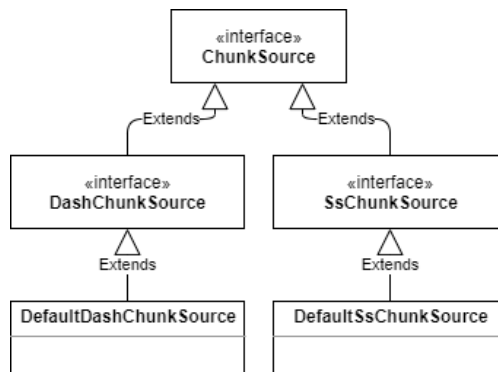 «interface»
ChunkSource
Extends
Extends
«interface»
DashChunkSource
«interface»
SsChunkSource
Extends
Extends
DefaultDashChunkSource
DefaultSsChunkSource